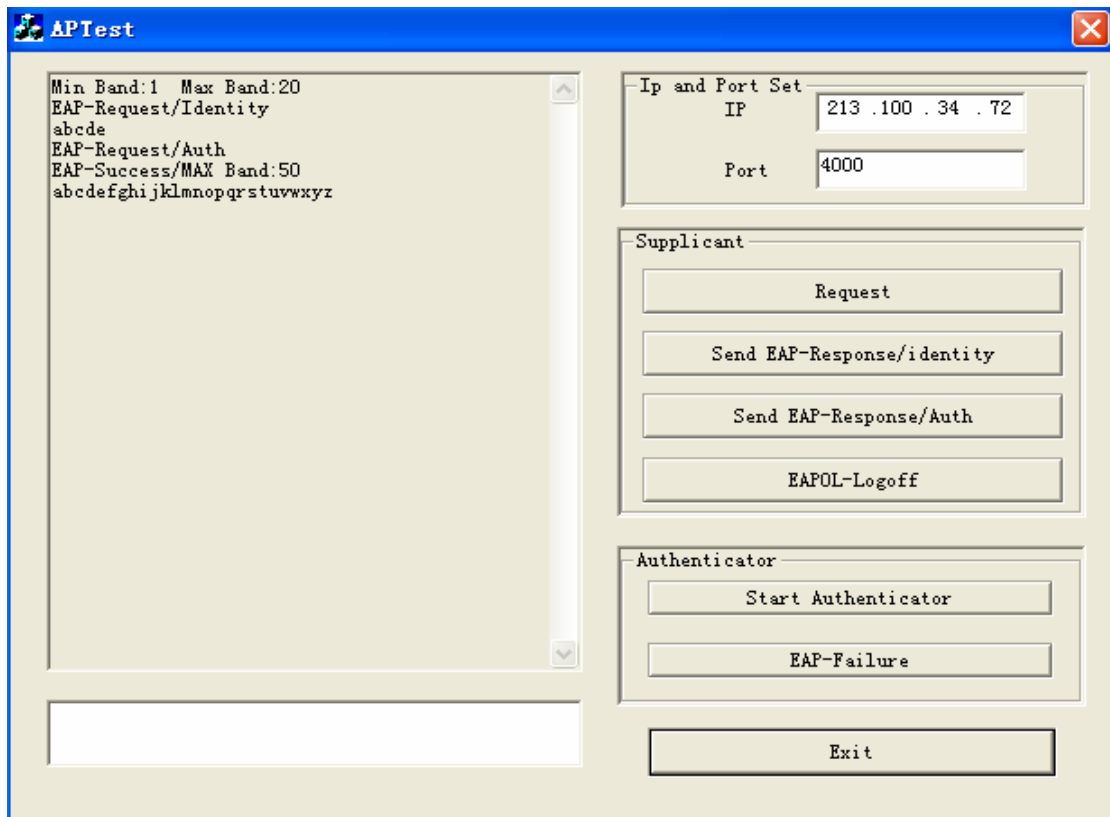 APTest
Min Band:1 Max Band:20
EAP-Request/Identity
abcde
EAP-Request/Auth
EAP-Success/MAX Band:50
abcdefghijklmnopqrstuvwxyz
Ip and Port Set
IP 213 .100 . 34 . 72
Port 4000
Supplicant
Request
Send EAP-Response/identity
Send EAP-Response/Auth
EAPOL-Logoff
Authenticator
Start Authenticator
EAP-Failure
Exit